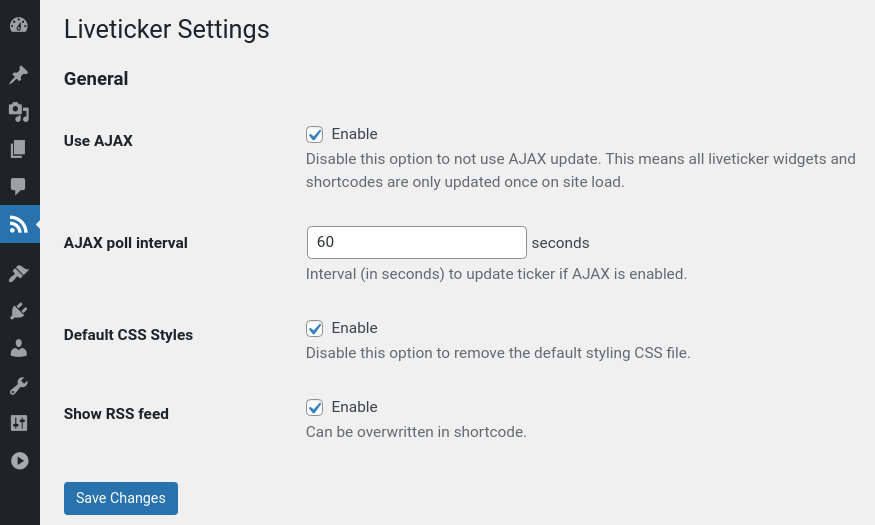 Liveticker Settings
General
Use AJAX
Enable
Disable this option to not use AJAX update. This means all liveticker widgets and
shortcodes are only updated once on site load.
AJAX poll interval
60 seconds
Interval (in seconds) to update ticker if AJAX is enabled.
Default CSS Styles
Enable
Disable this option to remove the default styling CSS file.
Show RSS feed
Enable
Can be overwritten in shortcode.
Save Changes